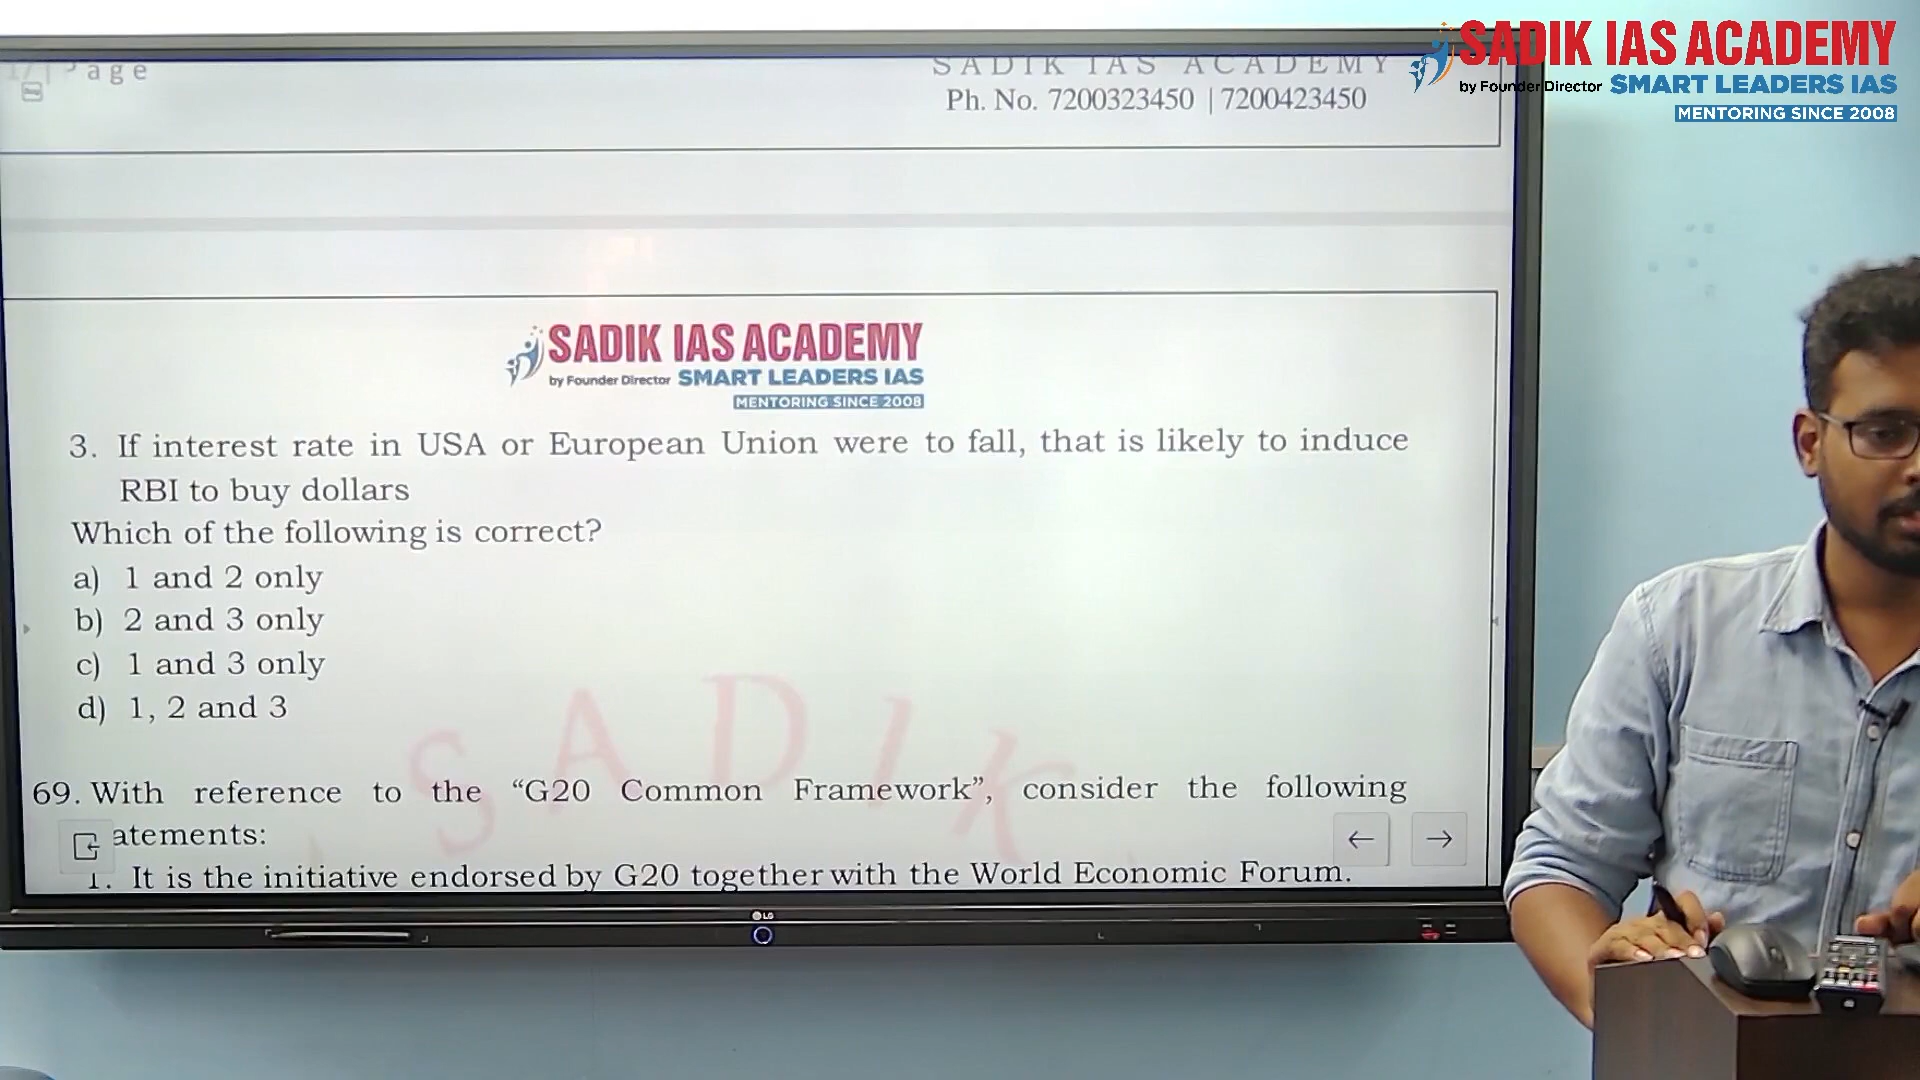 SADIK IAS ACADEMY
by Founder Director SMART LEADERS IAS
MENTORING SINCE 2008
17 | Page
SADIK IAS ACADEMY
Ph. No. 7200323450 | 7200423450
SADIK IAS ACADEMY
by Founder Director SMART LEADERS IAS
MENTORING SINCE 2008
3. If interest rate in USA or European Union were to fall, that is likely to induce
RBI to buy dollars
Which of the following is correct?
a) 1 and 2 only
b) 2 and 3 only
c) 1 and 3 only
d) 1, 2 and 3
SADIK
69. With reference to the “G20 Common Framework”, consider the following
atements:
1. It is the initiative endorsed by G20 together with the World Economic Forum.
LG